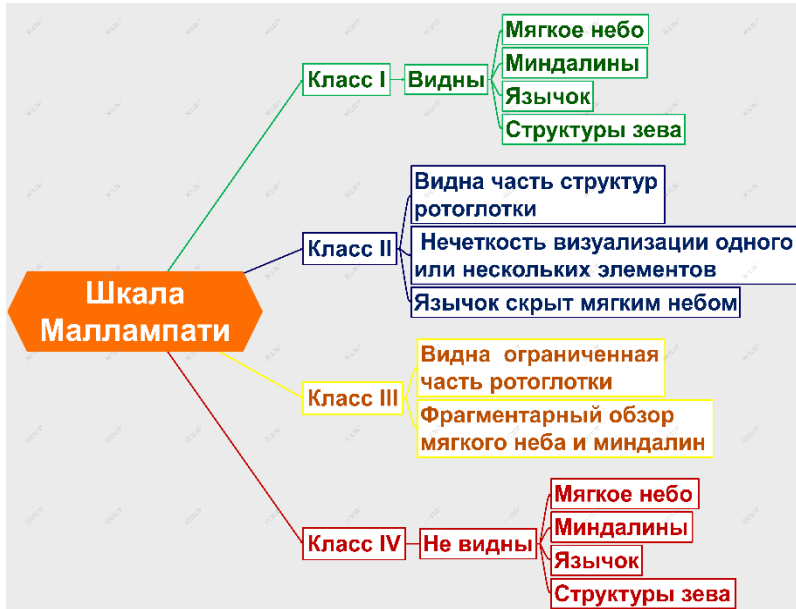 Шкала
Маллампати
Класс I
Видны
Мягкое небо
Миндалины
Язычок
Структуры зева
Класс II
Видна часть структур
ротоглотки
Нечеткость визуализации одного
или нескольких элементов
Язычок скрыт мягким небом
Класс III
Видна ограниченная
часть ротоглотки
Фрагментарный обзор
мягкого неба и миндалин
Класс IV
Не видны
Мягкое небо
Миндалины
Язычок
Структуры зева